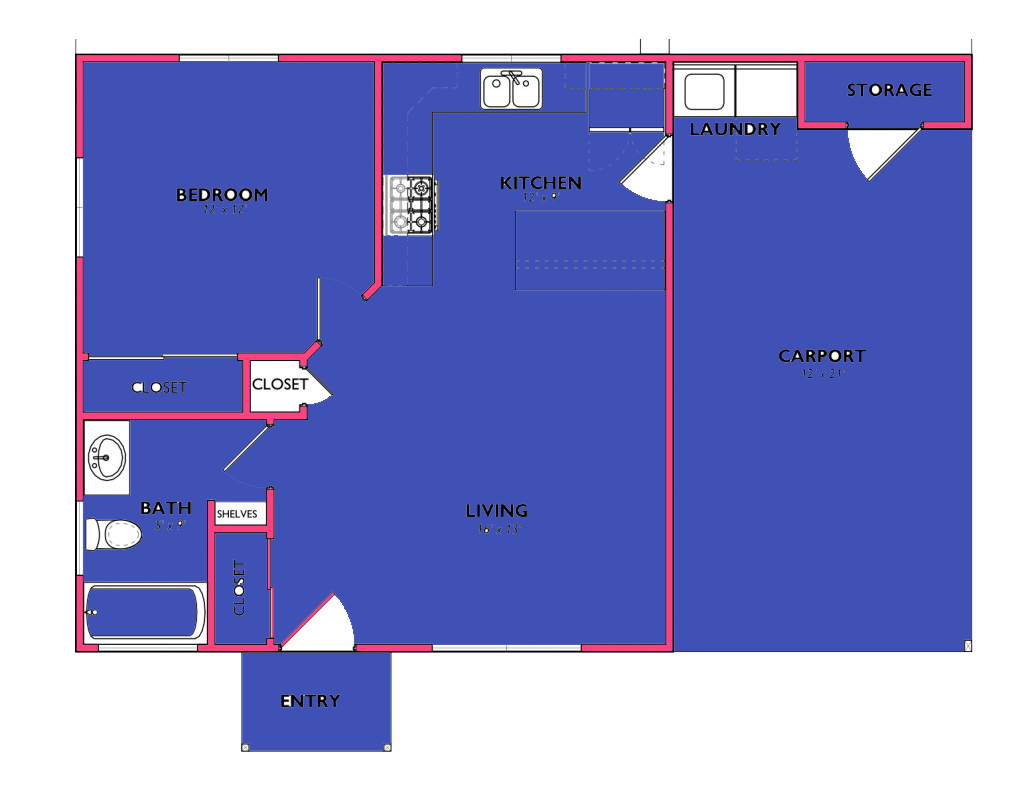 STORAGE
LAUNDRY
KITCHEN
12' x 9'
BEDROOM
12' x 12'
CARPORT
12' x 21'
CLOSET
CLOSET
BATH
8' x 9'
SHELVES
LIVING
16' x 13'
CLOSET
ENTRY